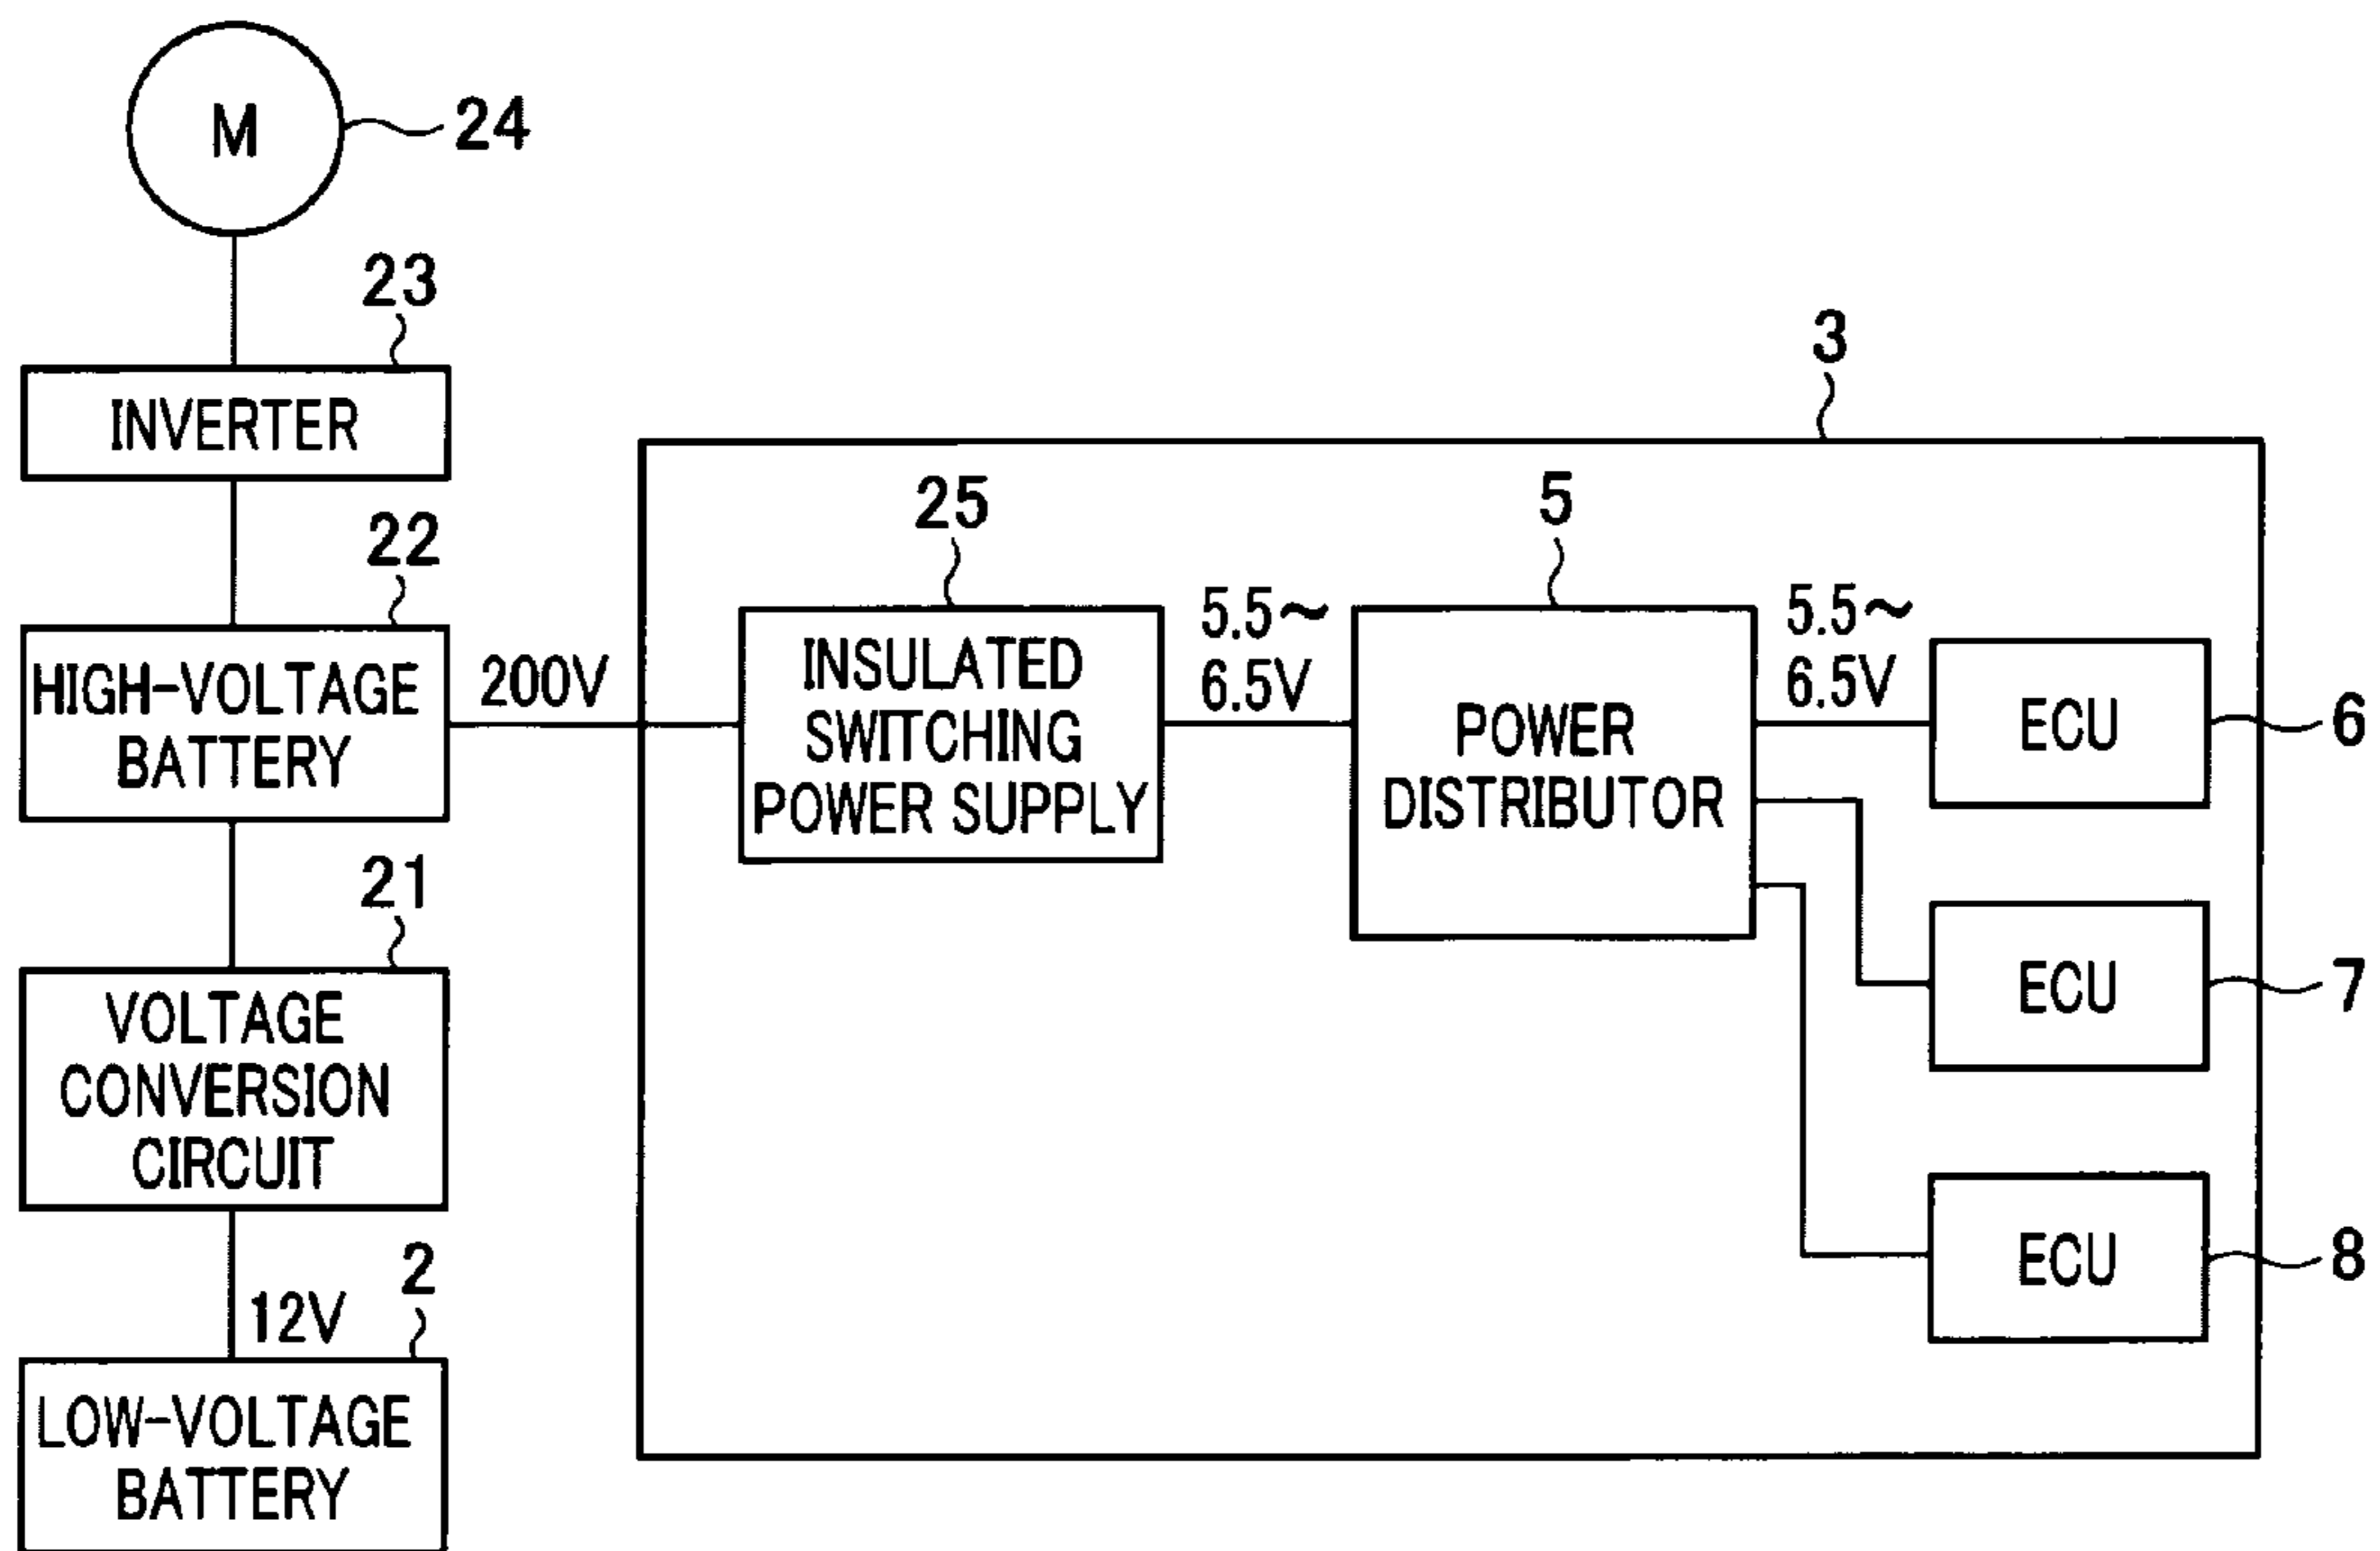 M
24
23
INVERTER
22
HIGH-VOLTAGE
BATTERY
200V
21
VOLTAGE
CONVERSION
CIRCUIT
12V
2
LOW-VOLTAGE
BATTERY
3
25
INSULATED
SWITCHING
POWER SUPPLY
5.5~
6.5V
5
POWER
DISTRIBUTOR
5.5~
6.5V
ECU
6
ECU
7
ECU
8